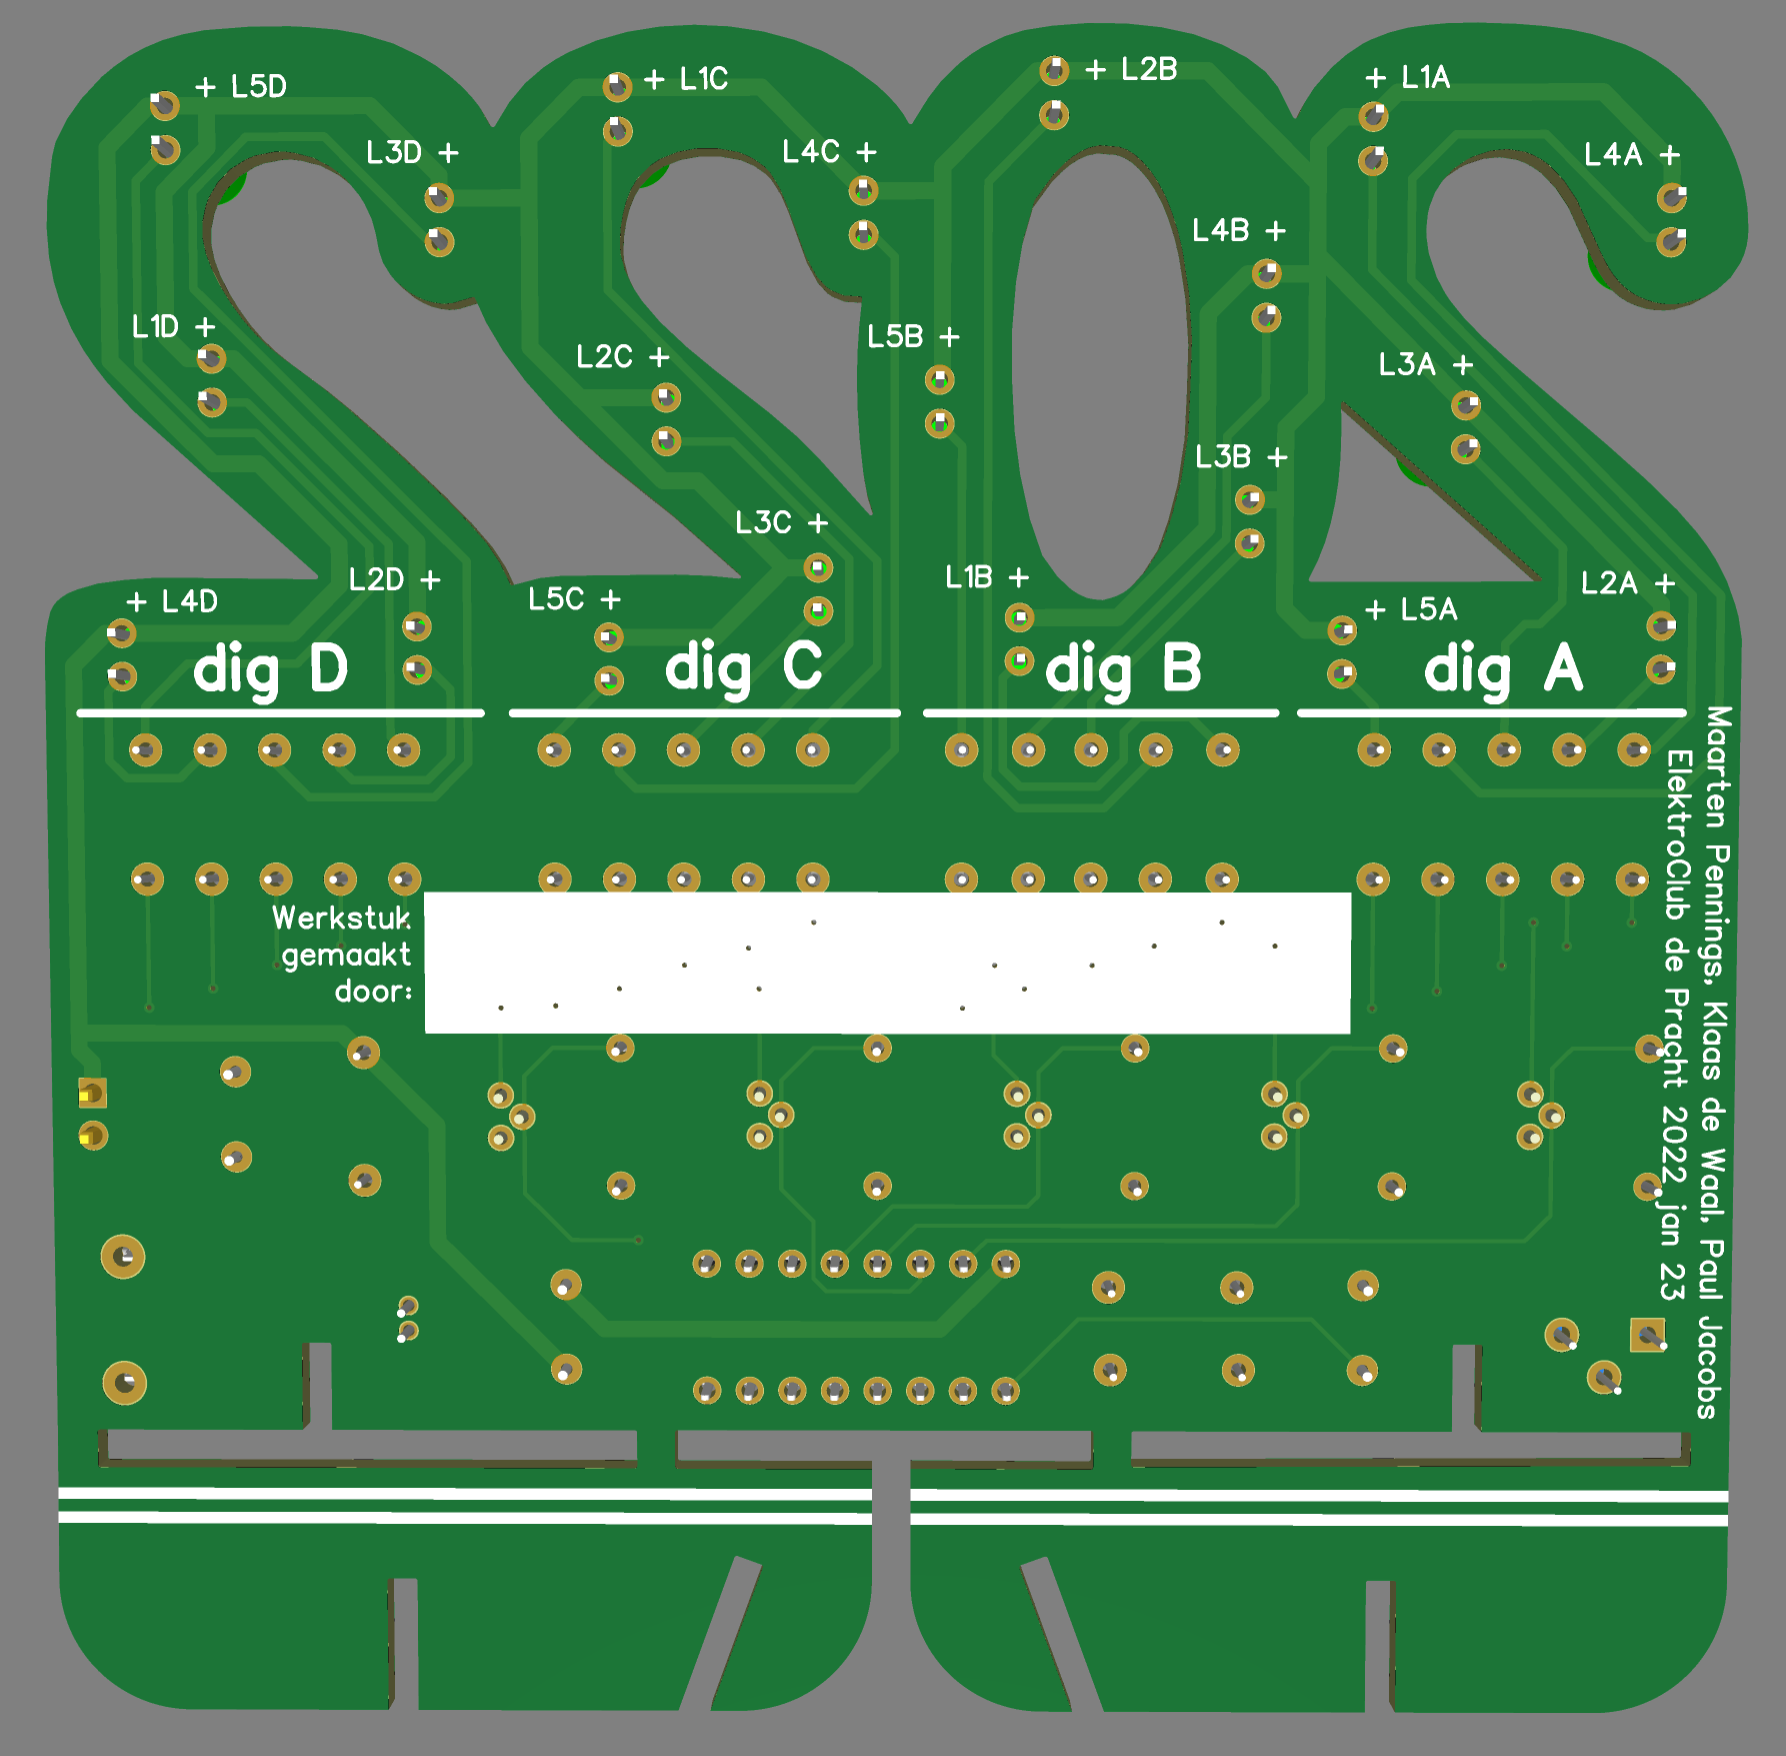 + L5D
L3D +
L1D +
L2D +
+ L4D
dig D
+ L1C
L4C +
L2C +
L3C +
L5C +
dig C
+ L2B
L4B +
L5B +
L3B +
L1B +
dig B
+ L1A
L4A +
L3A +
L2A +
+ L5A
dig A
Werkstuk
gemaakt
door:
Maarten Pennings, Klaas de Waal, Paul Jacobs
ElektroClub de Pracht 2022 jan 23